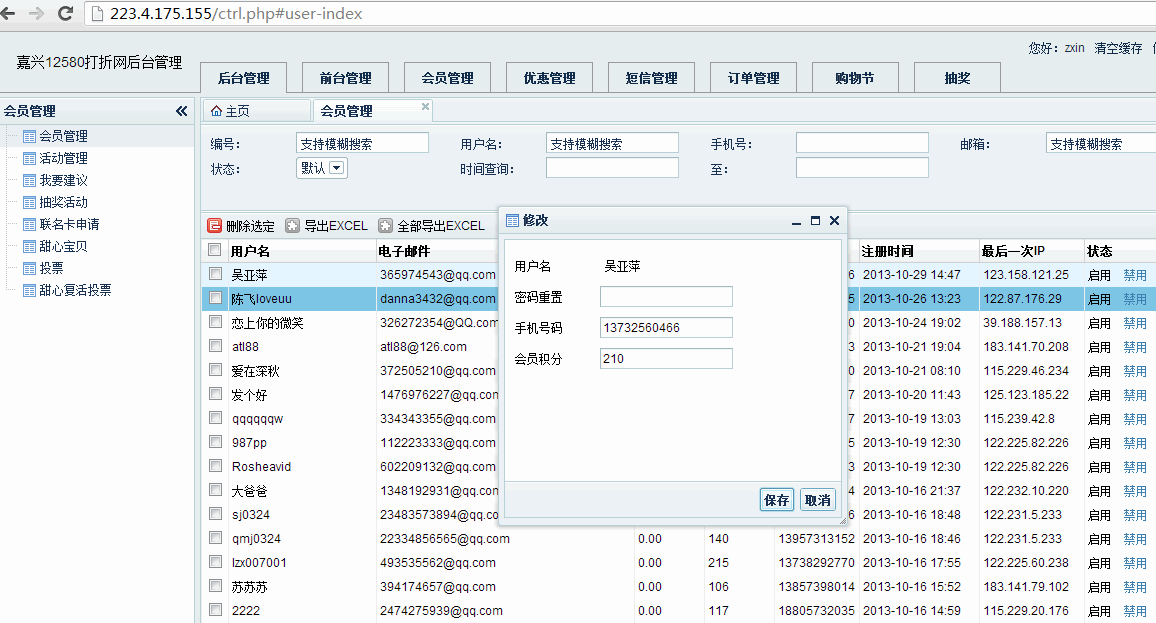 223.4.175.155/ctrl.php#user-index
嘉兴12580打折网后台管理
您好：zxin 清空缓存
后台管理 前台管理 会员管理 优惠管理 短信管理 订单管理 购物节 抽奖
会员管理
会员管理
活动管理
我要建议
抽奖活动
联名卡申请
甜心宝贝
投票
甜心复活投票
主页 会员管理
编号： 支持模糊搜索 用户名： 支持模糊搜索 手机号： 邮箱： 支持模糊搜索
状态： 默认 时间查询： 至：
删除选定 导出EXCEL 全部导出EXCEL
用户名 电子邮件 注册时间 最后一次IP 状态
吴亚萍 365974543@qq.com 6 2013-10-29 14:47 123.158.121.25 启用 禁用
陈飞loveuu danna3432@qq.com 5 2013-10-26 13:23 122.87.176.29 启用 禁用
恋上你的微笑 326272354@QQ.com 0 2013-10-24 19:02 39.188.157.13 启用 禁用
atl88 atl88@126.com 3 2013-10-21 19:04 183.141.70.208 启用 禁用
爱在深秋 372505210@qq.com 0 2013-10-21 08:10 115.229.46.234 启用 禁用
发个好 1476976227@qq.com 7 2013-10-20 11:43 125.123.185.22 启用 禁用
qqqqqqw 334343355@qq.com 7 2013-10-19 13:03 115.239.42.8 启用 禁用
987pp 112223333@qq.com 5 2013-10-19 12:30 122.225.82.226 启用 禁用
Rosheavid 602209132@qq.com 3 2013-10-19 12:30 122.225.82.226 启用 禁用
大爸爸 1348192931@qq.com 4 2013-10-16 21:37 122.232.10.220 启用 禁用
sj0324 23483573894@qq.co 6 2013-10-16 18:48 122.231.5.233 启用 禁用
qmj0324 22334856565@qq.com 0.00 140 13957313152 2013-10-16 18:46 122.231.5.233 启用 禁用
lzx007001 493535562@qq.com 0.00 215 13738292770 2013-10-16 17:55 122.225.60.238 启用 禁用
苏苏苏 394174657@qq.com 0.00 106 13857398014 2013-10-16 15:52 183.141.79.102 启用 禁用
2222 2474275939@qq.com 0.00 117 18805732035 2013-10-16 14:59 115.229.20.176 启用 禁用
修改
用户名 吴亚萍
密码重置
手机号码 13732560466
会员积分 210
保存 取消